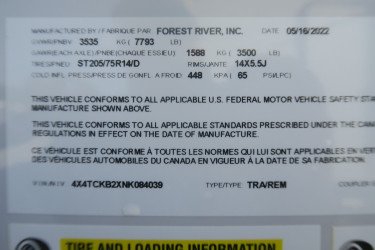 MANUFACTURED BY / FABRIQUE PAR FOREST RIVER, INC. DATE 05/16/2022
GVWR/PNBV 3535 KG ( 7793 LB)
GAWR(EACH AXLE)/PNBE(CHAQUE ESSIEU) 1588 KG ( 3500 LB)
TIRES/PNEU ST205/75R14/D RIMS/JANTE 14X5.5J
COLD INFL PRESS/PRESS DE GONFL A FROID 448 KPA ( 65 PSI/LPC)
THIS VEHICLE CONFORMS TO ALL APPLICABLE U.S. FEDERAL MOTOR VEHICLE SAFETY
MANUFACTURE SHOWN ABOVE.
THIS VEHICLE CONFORMS TO ALL APPLICABLE STANDARDS PRESCRIBED UNDER THE
REGULATIONS IN EFFECT ON THE DATE OF MANUFACTURE.
CE VÉHICULE EST CONFORME À TOUTES LES NORMES QUI LUI SONT APPLICABLES EN
DES VÉHICULES AUTOMOBILES DU CANADA EN VIGUEUR À LA DATE DE SA FABRICATION.
V.I.N./N.I.V. 4X4TCKB2XNK084039 TYPE/TYPE: TRA/REM COUPLER
TIRE AND LOADING INFORMATION